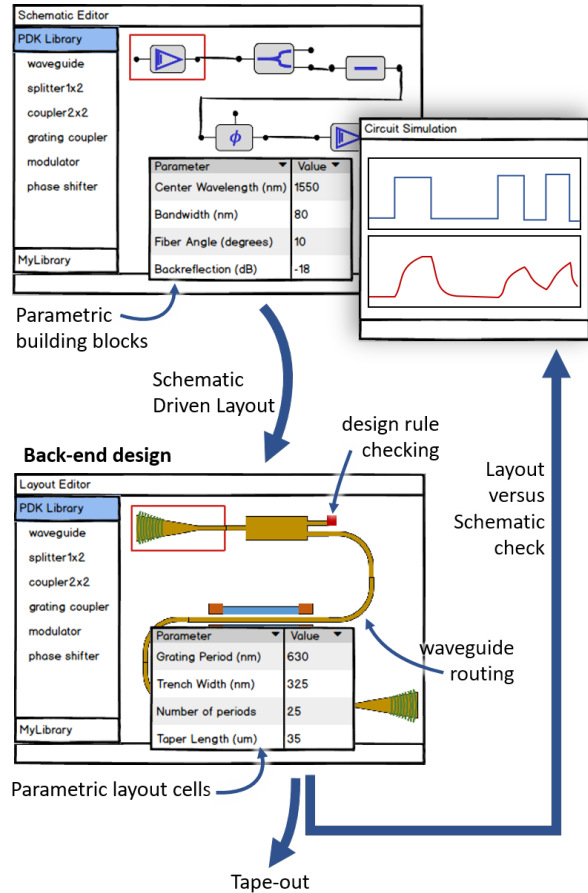 Schematic Editor
PDK Library
waveguide
splitter1x2
coupler2x2
grating coupler
modulator
phase shifter
MyLibrary
ϕ
Parameter Value
Center Wavelength (nm) 1550
Bandwidth (nm) 80
Fiber Angle (degrees) 10
Backreflection (dB) -18
Circuit Simulation
Parametric
building blocks
Schematic
Driven Layout
design rule
checking
Layout
versus
Schematic
check
Back-end design
Layout Editor
PDK Library
waveguide
splitter1x2
coupler2x2
grating coupler
modulator
phase shifter
MyLibrary
Parameter Value
Grating Period (nm) 630
Trench Width (nm) 325
Number of periods 25
Taper Length (um) 35
waveguide
routing
Parametric layout cells
Tape-out